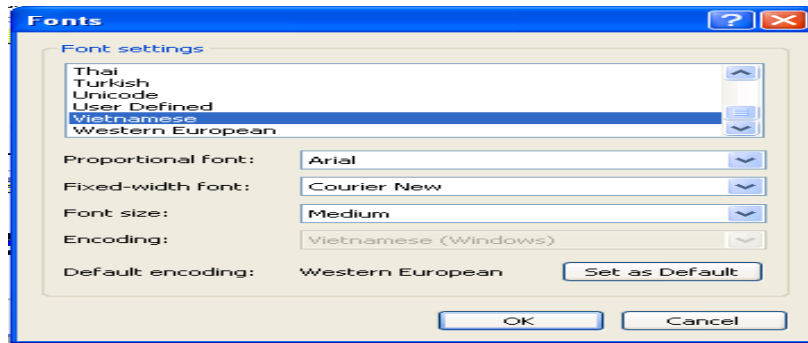 Fonts
Font settings
Thai
Turkish
Unicode
User Defined
Vietnamese
Western European
Proportional font: Arial
Fixed-width font: Courier New
Font size: Medium
Encoding: Vietnamese (Windows)
Default encoding: Western European Set as Default
OK Cancel